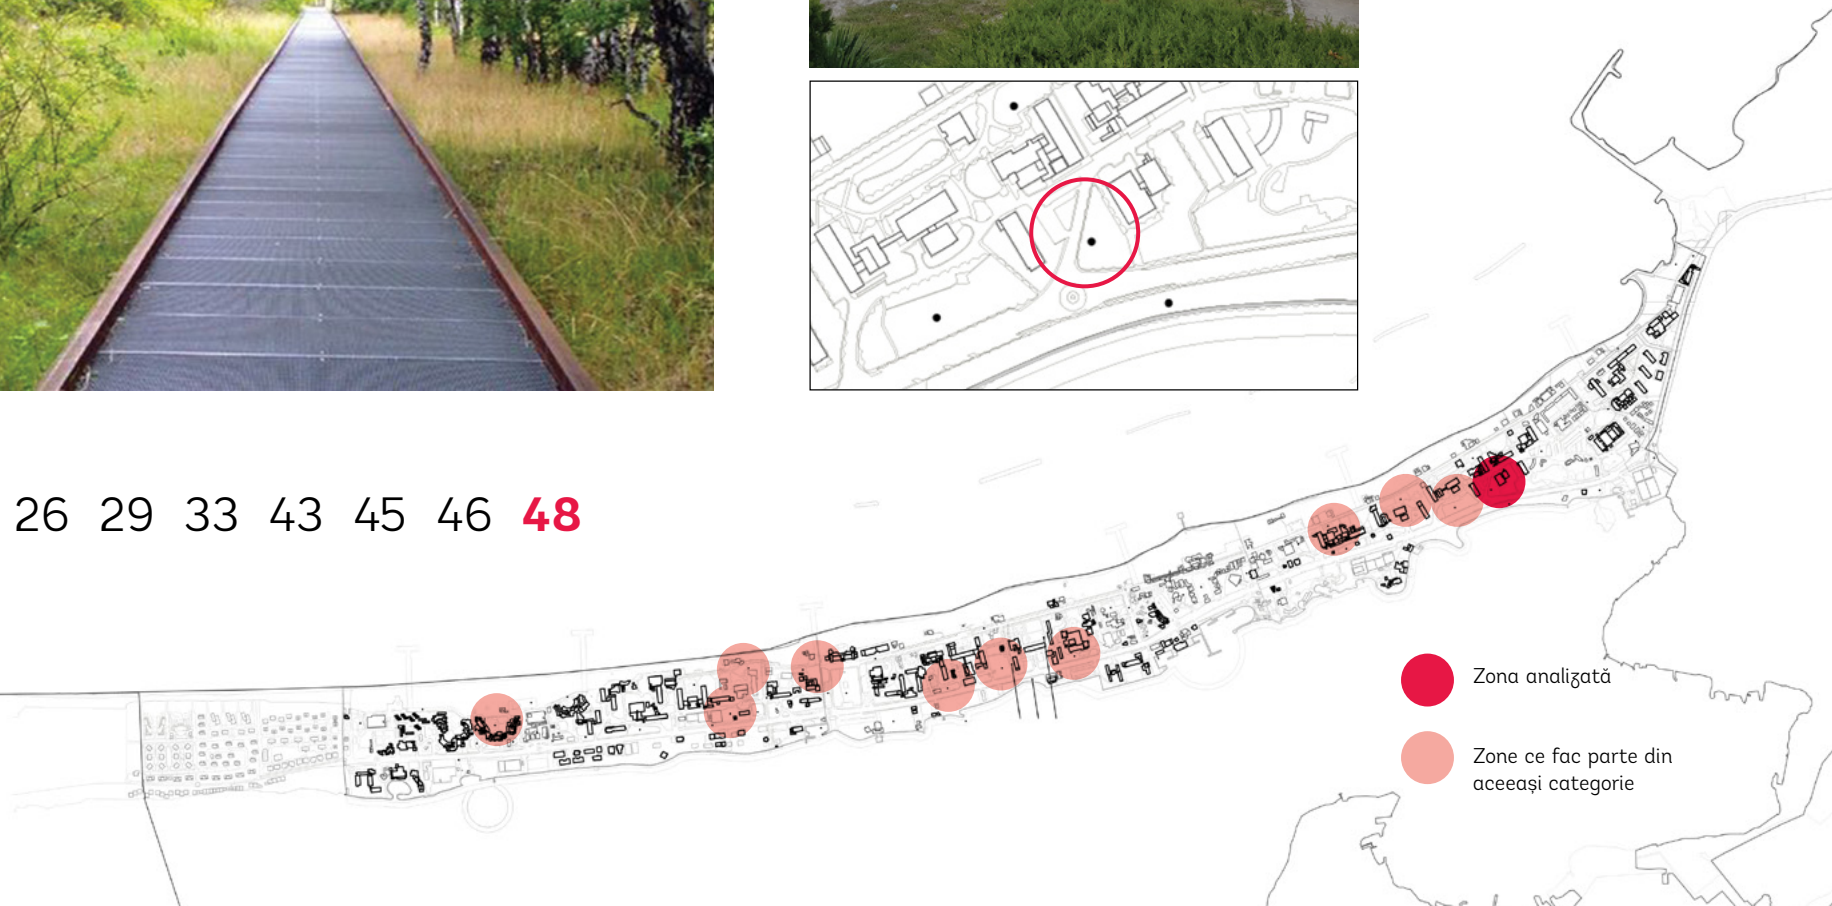 26 29 33 43 45 46 48
Zona analizată
Zone ce fac parte din
aceeași categorie